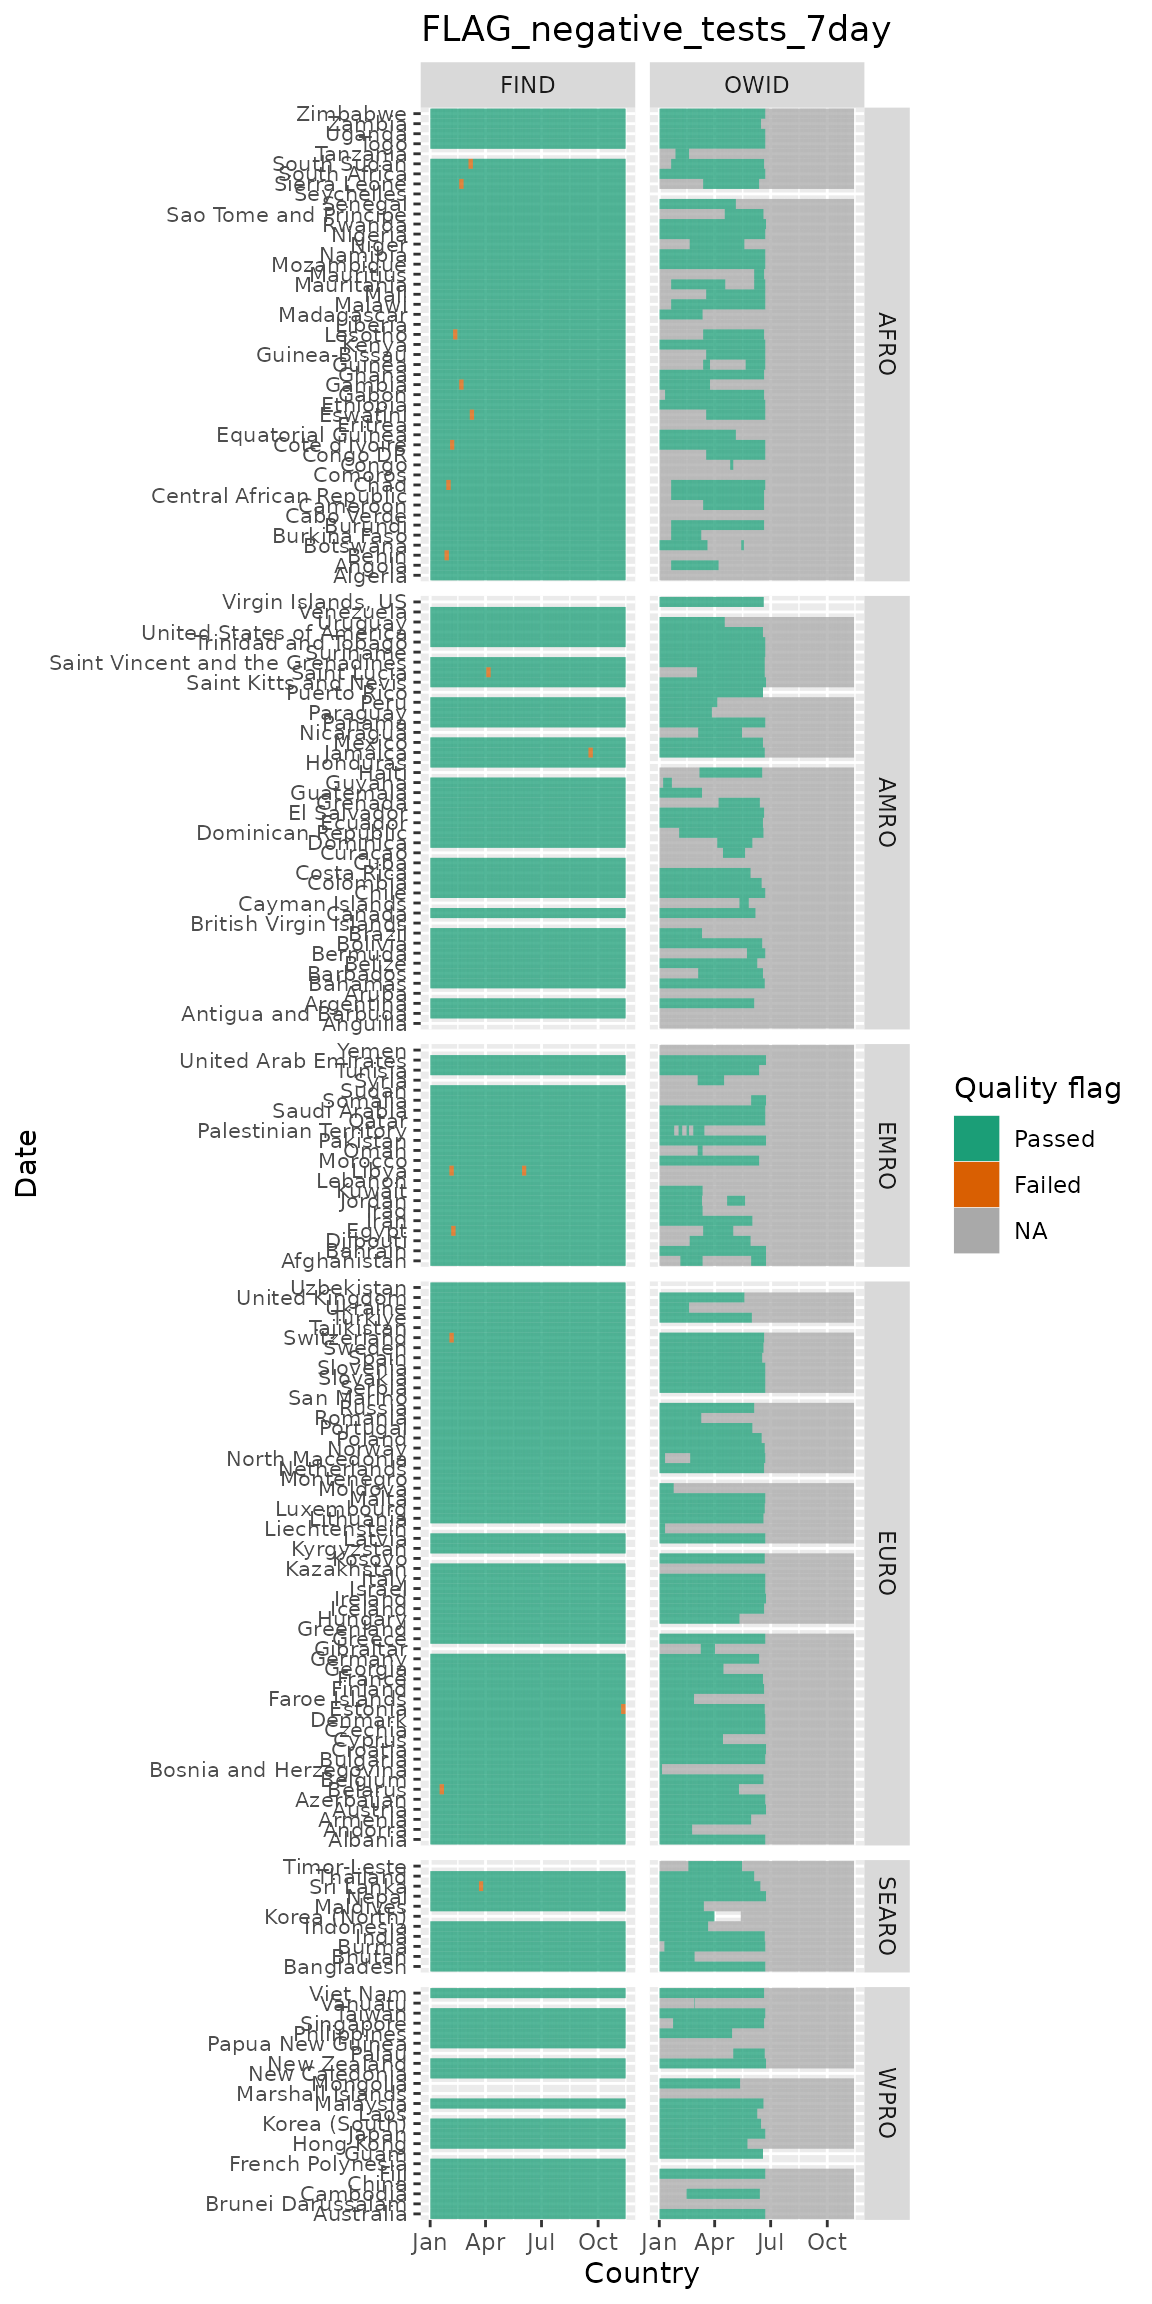 FLAG_negative_tests_7day
FIND
OWID
Zimbabwe
Zambia
Uganda
Togo
Tanzania
South Sudan
South Africa
Sierra Leone
Seychelles
Senegal
Sao Tome and Principe
Rwanda
Nigeria
Niger
Namibia
Mozambique
Mauritius
Mauritania
Mali
Malawi
Madagascar
Liberia
Lesotho
Kenya
Guinea-Bissau
Guinea
Ghana
Gambia
Gabon
Ethiopia
Eswatini
Eritrea
Equatorial Guinea
Cote d'Ivoire
Congo DR
Congo
Comoros
Chad
Central African Republic
Cameroon
Cabo Verde
Burundi
Burkina Faso
Botswana
Benin
Angola
Algeria
AFRO
Virgin Islands, US
Venezuela
Uruguay
United States of America
Trinidad and Tobago
Suriname
Saint Vincent and the Grenadines
Saint Lucia
Saint Kitts and Nevis
Puerto Rico
Peru
Paraguay
Panama
Nicaragua
Mexico
Jamaica
Honduras
Haiti
Guyana
Guatemala
Grenada
El Salvador
Ecuador
Dominican Republic
Dominica
Curacao
Cuba
Costa Rica
Colombia
Chile
Cayman Islands
Canada
British Virgin Islands
Brazil
Bolivia
Bermuda
Belize
Barbados
Bahamas
Aruba
Argentina
Antigua and Barbuda
Anguilla
AMRO
Yemen
United Arab Emirates
Tunisia
Syria
Sudan
Somalia
Saudi Arabia
Qatar
Palestinian Territory
Pakistan
Oman
Morocco
Libya
Lebanon
Kuwait
Jordan
Iraq
Iran
Egypt
Djibouti
Bahrain
Afghanistan
EMRO
Uzbekistan
United Kingdom
Ukraine
Türkiye
Tajikistan
Switzerland
Sweden
Spain
Slovenia
Slovakia
Serbia
San Marino
Russia
Romania
Portugal
Poland
Norway
North Macedonia
Netherlands
Montenegro
Moldova
Malta
Luxembourg
Lithuania
Liechtenstein
Latvia
Kyrgyzstan
Kosovo
Kazakhstan
Italy
Israel
Ireland
Iceland
Hungary
Greenland
Greece
Gibraltar
Germany
Georgia
France
Finland
Faroe Islands
Estonia
Denmark
Czechia
Cyprus
Croatia
Bulgaria
Bosnia and Herzegovina
Belgium
Belarus
Azerbaijan
Austria
Armenia
Andorra
Albania
EURO
Timor-Leste
Thailand
Sri Lanka
Nepal
Maldives
Korea (North)
Indonesia
India
Burma
Bhutan
Bangladesh
SEARO
Viet Nam
Vanuatu
Taiwan
Singapore
Philippines
Papua New Guinea
Palau
New Zealand
New Caledonia
Mongolia
Marshall Islands
Malaysia
Laos
Korea (South)
Japan
Hong Kong
Guam
French Polynesia
Fiji
China
Cambodia
Brunei Darussalam
Australia
WPRO
Jan Apr Jul Oct
Jan Apr Jul Oct
Country
Date
Quality flag
Passed
Failed
NA